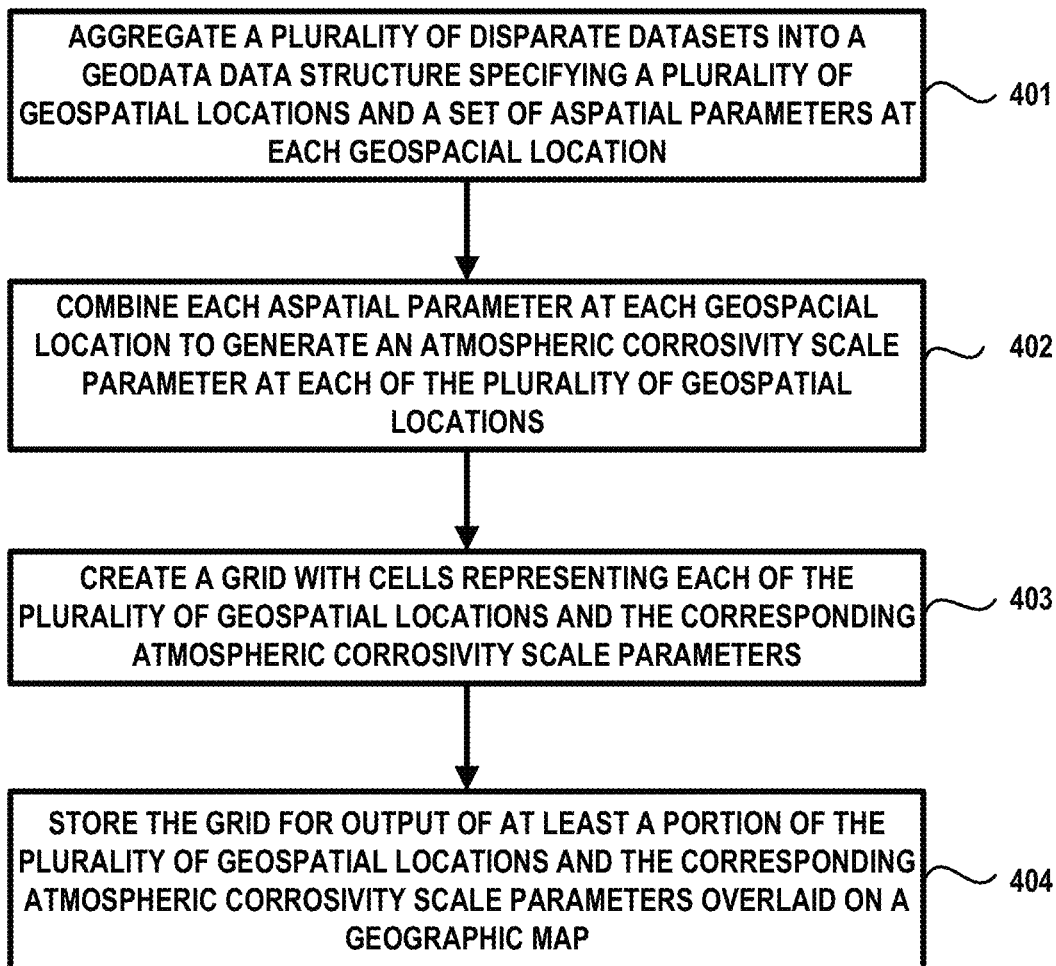 AGGREGATE A PLURALITY OF DISPARATE DATASETS INTO A
GEODATA DATA STRUCTURE SPECIFYING A PLURALITY OF
GEOSPATIAL LOCATIONS AND A SET OF ASPATIAL PARAMETERS AT
EACH GEOSPACIAL LOCATION
401
COMBINE EACH ASPATIAL PARAMETER AT EACH GEOSPACIAL
LOCATION TO GENERATE AN ATMOSPHERIC CORROSIVITY SCALE
PARAMETER AT EACH OF THE PLURALITY OF GEOSPATIAL
LOCATIONS
402
CREATE A GRID WITH CELLS REPRESENTING EACH OF THE
PLURALITY OF GEOSPATIAL LOCATIONS AND THE CORRESPONDING
ATMOSPHERIC CORROSIVITY SCALE PARAMETERS
403
STORE THE GRID FOR OUTPUT OF AT LEAST A PORTION OF THE
PLURALITY OF GEOSPATIAL LOCATIONS AND THE CORRESPONDING
ATMOSPHERIC CORROSIVITY SCALE PARAMETERS OVERLAID ON A
GEOGRAPHIC MAP
404